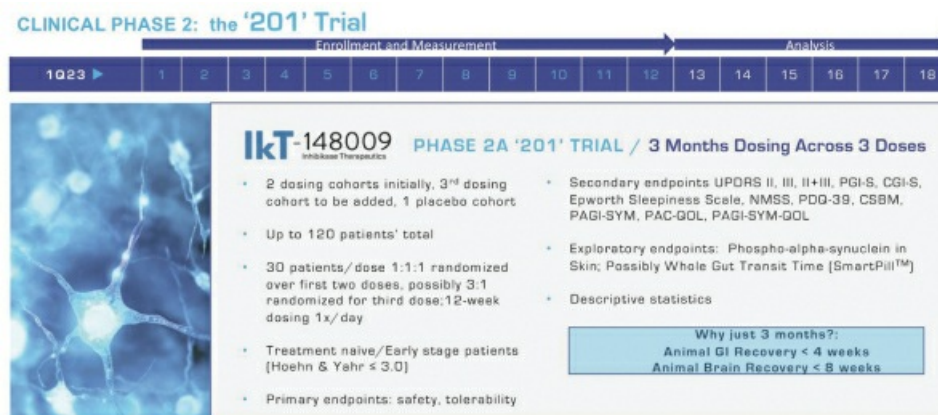 CLINICAL PHASE 2: the '201' Trial
Enrollment and Measurement
Analysis
1Q23 1 2 3 4 5 6 7 8 9 10 11 12 13 14 15 16 17 18
IkT-148009
Inhibikase Therapeutics
PHASE 2A '201' TRIAL / 3 Months Dosing Across 3 Doses
• 2 dosing cohorts initially, 3rd dosing
cohort to be added, 1 placebo cohort
• Up to 120 patients' total
• 30 patients/dose 1:1:1 randomized
over first two doses, possibly 3:1
randomized for third dose;12-week
dosing 1x/day
• Treatment naïve/Early stage patients
(Hoehn & Yahr ≤ 3.0)
• Primary endpoints: safety, tolerability
• Secondary endpoints UPDRS II, III, II+III, PGI-S, CGI-S,
Epworth Sleepiness Scale, NMSS, PDQ-39, CSBM,
PAGI-SYM, PAC-QOL, PAGI-SYM-QOL
• Exploratory endpoints: Phospho-alpha-synuclein in
Skin; Possibly Whole Gut Transit Time (SmartPill™)
• Descriptive statistics
Why just 3 months?:
Animal GI Recovery < 4 weeks
Animal Brain Recovery < 8 weeks